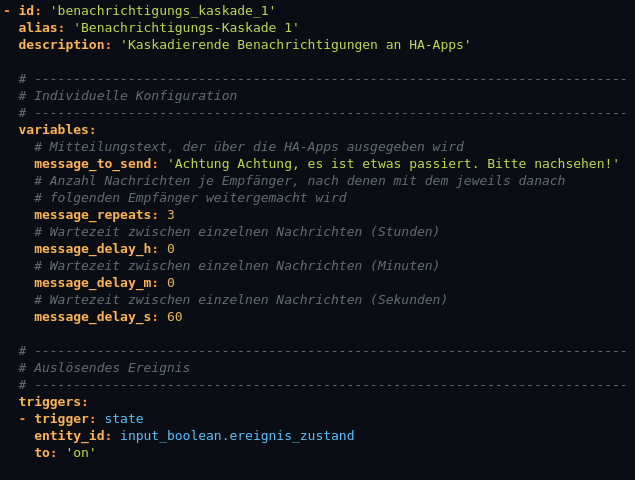 - id: 'benachrichtigungs_kaskade_1'
  alias: 'Benachrichtigungs-Kaskade 1'
  description: 'Kaskadierende Benachrichtigungen an HA-Apps'
  # ----------------------------------------------------------------------------
  # Individuelle Konfiguration
  # ----------------------------------------------------------------------------
  variables:
    # Mitteilungstext, der über die HA-Apps ausgegeben wird
    message_to_send: 'Achtung Achtung, es ist etwas passiert. Bitte nachsehen!'
    # Anzahl Nachrichten je Empfänger, nach denen mit dem jeweils danach
    # folgenden Empfänger weitergemacht wird
    message_repeats: 3
    # Wartezeit zwischen einzelnen Nachrichten (Stunden)
    message_delay_h: 0
    # Wartezeit zwischen einzelnen Nachrichten (Minuten)
    message_delay_m: 0
    # Wartezeit zwischen einzelnen Nachrichten (Sekunden)
    message_delay_s: 60
  # ----------------------------------------------------------------------------
  # Auslösendes Ereignis
  # ----------------------------------------------------------------------------
  triggers:
  - trigger: state
    entity_id: input_boolean.ereignis_zustand
    to: 'on'